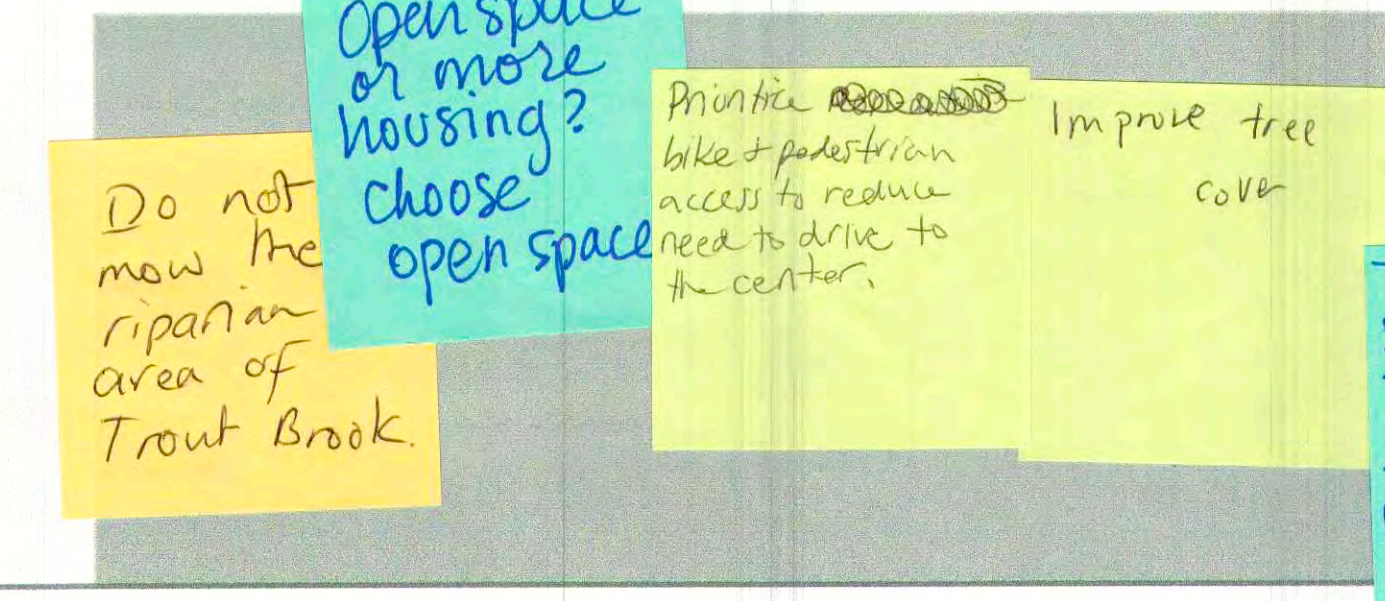 Do not
mow the
riparian
area of
Trout Brook.
Open space
or more
housing?
Choose
open space
Prioritize
bike + pedestrian
access to reduce
need to drive to
the center.
Improve tree
cover